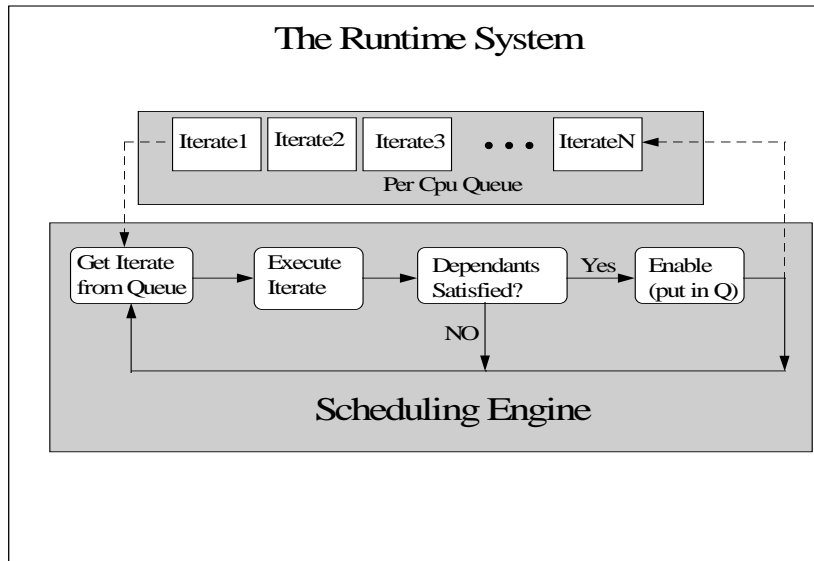 The Runtime System
Iterate1 Iterate2 Iterate3 • • • IterateN
Per Cpu Queue
Get Iterate
from Queue
Execute
Iterate
Dependants
Satisfied?
Yes
Enable
(put in Q)
NO
Scheduling Engine